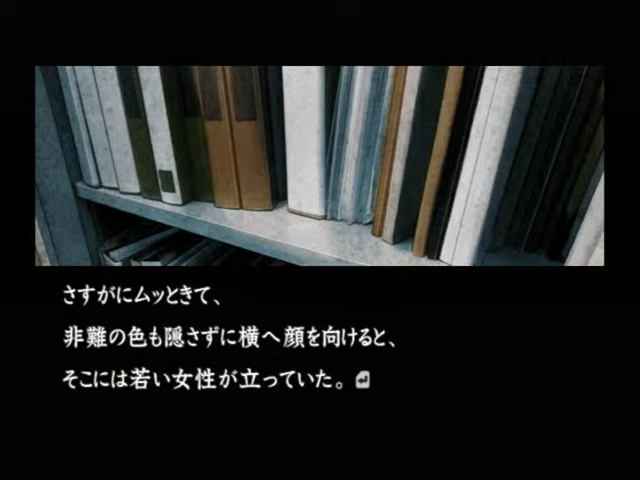 さすがにムッときて、
非難の色も隠さずに横へ顔を向けると、
そこには若い女性が立っていた。